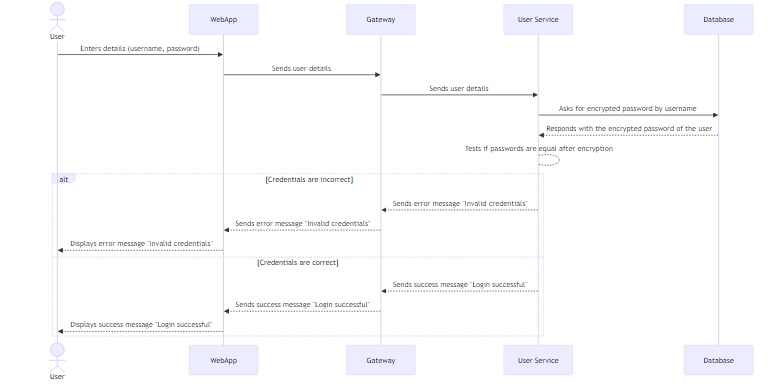 User
WebApp
Gateway
User Service
Database
Enters details (username, password)
Sends user details
Sends user details
Asks for encrypted password by username
Responds with the encrypted password of the user
Tests if passwords are equal after encryption
alt
[Credentials are incorrect]
Sends error message "Invalid credentials"
Sends error message "Invalid credentials"
Displays error message "Invalid credentials"
[Credentials are correct]
Sends success message "Login successful"
Sends success message "Login successful"
Displays success message "Login successful"
User
WebApp
Gateway
User Service
Database